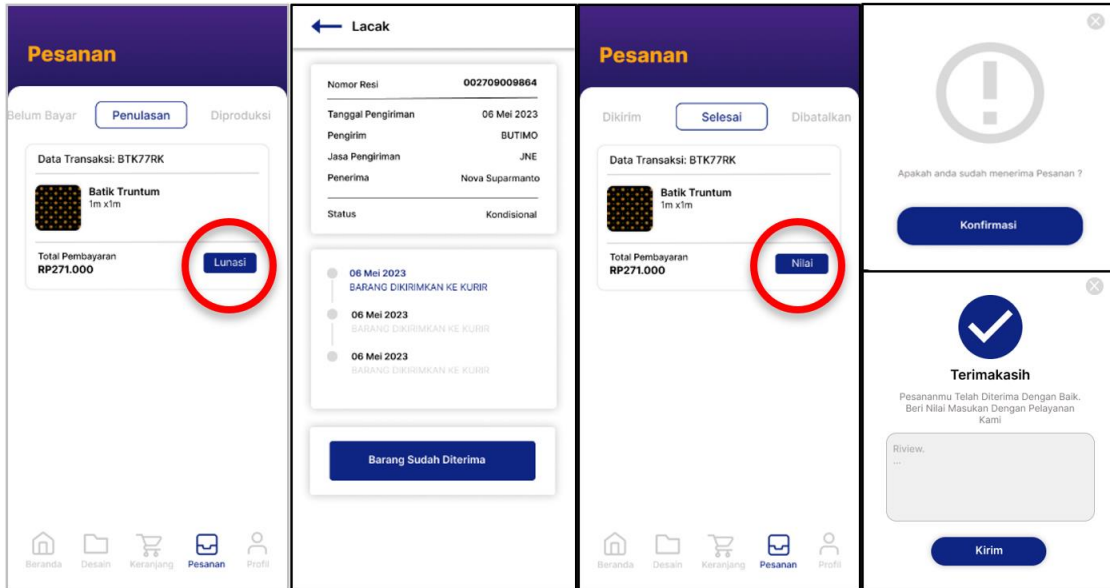 Pesanan
Belum Bayar
Penulasan
Diproduksi
Data Transaksi: BTK77RK
Batik Truntum
1m x1m
Total Pembayaran
RP271.000
Lunasi
Beranda
Desain
Keranjang
Pesanan
Profil
Lacak
Nomor Resi 002709009864
Tanggal Pengiriman 06 Mei 2023
Pengirim BUTIMO
Jasa Pengiriman JNE
Penerima Nova Suparmanto
Status Kondisional
06 Mei 2023
BARANG DIKIRIMKAN KE KURIR
06 Mei 2023
BARANG DIKIRIMKAN KE KURIR
06 Mei 2023
BARANG DIKIRIMKAN KE KURIR
Barang Sudah Diterima
Pesanan
Dikirim
Selesai
Dibatalkan
Data Transaksi: BTK77RK
Batik Truntum
1m x1m
Total Pembayaran
RP271.000
Nilai
Beranda
Desain
Keranjang
Pesanan
Profil
Apakah anda sudah menerima Pesanan ?
Konfirmasi
Terimakasih
Pesananmu Telah Diterima Dengan Baik.
Beri Nilai Masukan Dengan Pelayanan
Kami
Riview.
...
Kirim